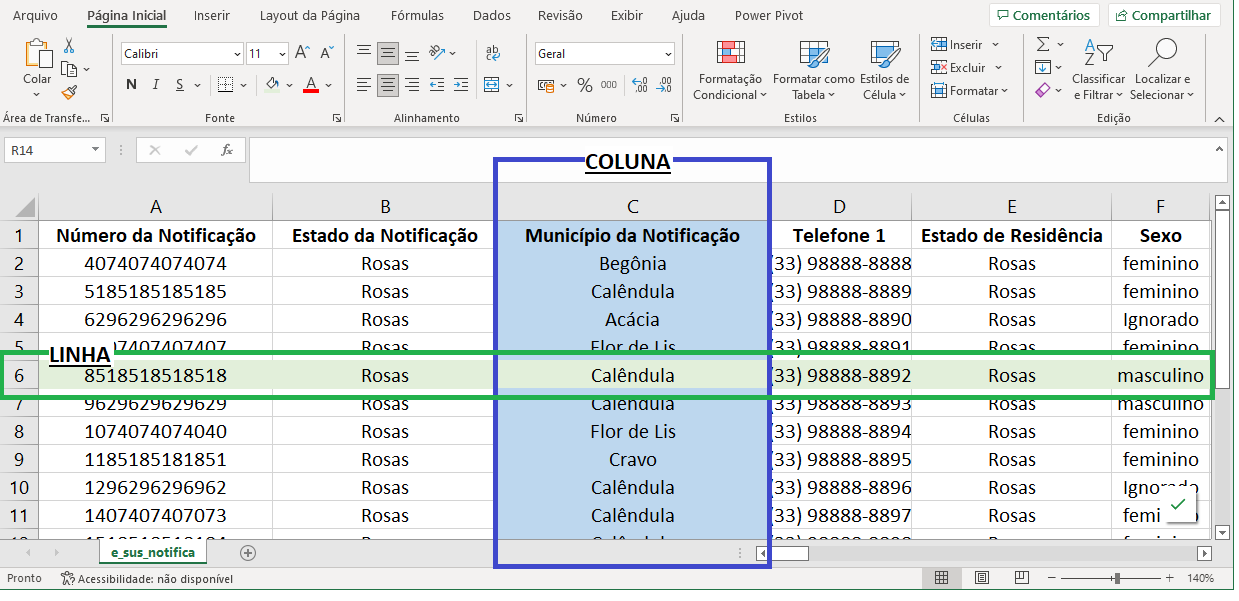 Arquivo Página Inicial Inserir Layout da Página Fórmulas Dados Revisão Exibir Ajuda Power Pivot Comentários Compartilhar
Colar
Calibri 11
N I S
A A A
ab
Geral
% 000
Formatação Condicional
Formatar como Tabela
Estilos de Célula
Inserir
Excluir
Formatar
Classificar e Filtrar
Localizar e Selecionar
Área de Transfe... Fonte Alinhamento Número Estilos Células Edição
R14 fx
COLUNA
A B C D E F
1 Número da Notificação Estado da Notificação Município da Notificação Telefone 1 Estado de Residência Sexo
2 4074074074074 Rosas Begônia (33) 98888-8888 Rosas feminino
3 5185185185185 Rosas Calêndula (33) 98888-8889 Rosas feminino
4 6296296296296 Rosas Acácia (33) 98888-8890 Rosas Ignorado
5 Rosas Flor de Lis (33) 98888-8891 Rosas feminino
LINHA
6 8518518518518 Rosas Calêndula (33) 98888-8892 Rosas masculino
7 9629629629629 Rosas Calêndula (33) 98888-8893 Rosas masculino
8 1074074074040 Rosas Flor de Lis (33) 98888-8894 Rosas feminino
9 1185185181851 Rosas Cravo (33) 98888-8895 Rosas feminino
10 1296296296962 Rosas Calêndula (33) 98888-8896 Rosas Ignorado
11 1407407407073 Rosas Calêndula (33) 98888-8897 Rosas femi
e_sus_notifica
Pronto Acessibilidade: não disponível 140%